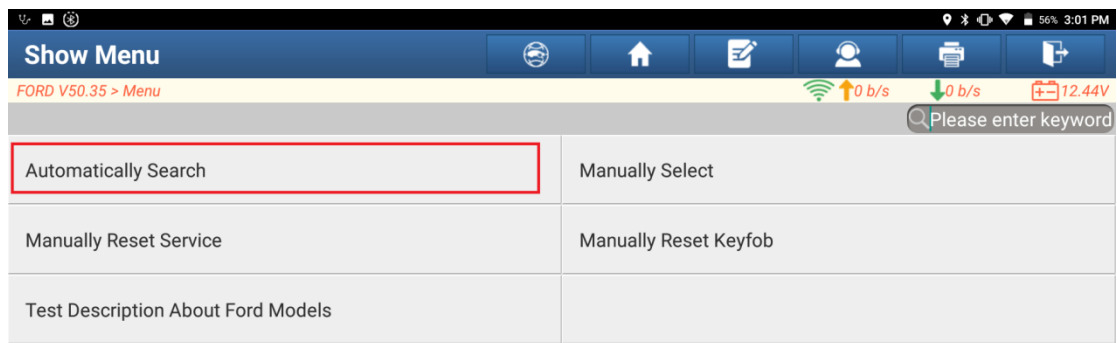 56% 3:01 PM
Show Menu
FORD V50.35 > Menu 0 b/s 0 b/s 12.44V
Please enter keyword
Automatically Search Manually Select
Manually Reset Service Manually Reset Keyfob
Test Description About Ford Models